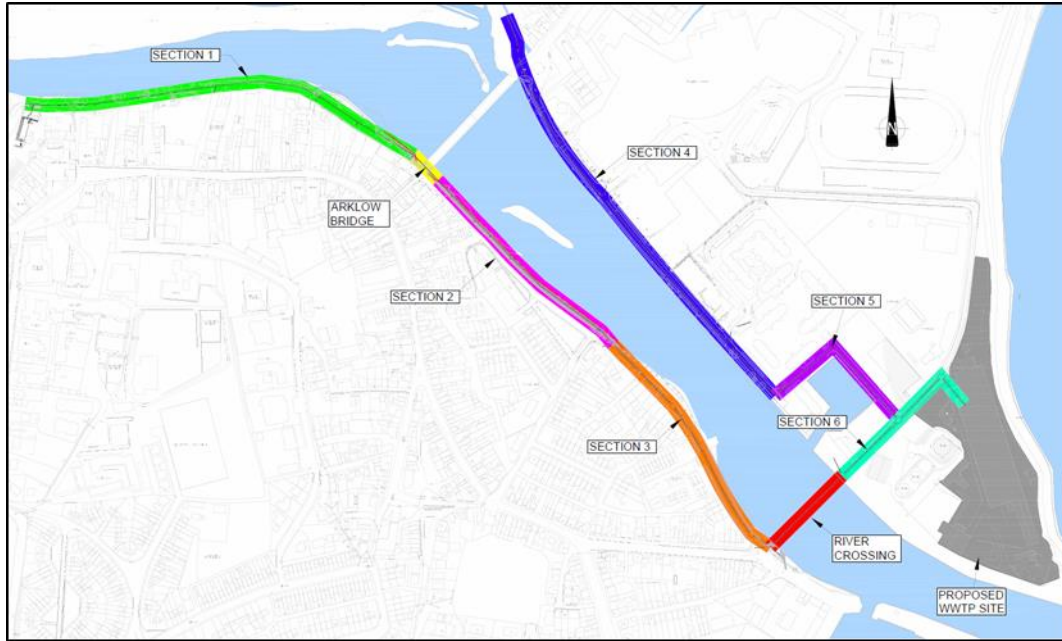 SECTION 1
SECTION 4
N
ARKLOW
BRIDGE
SECTION 2
SECTION 5
SECTION 6
SECTION 3
RIVER
CROSSING
PROPOSED
WWTP SITE